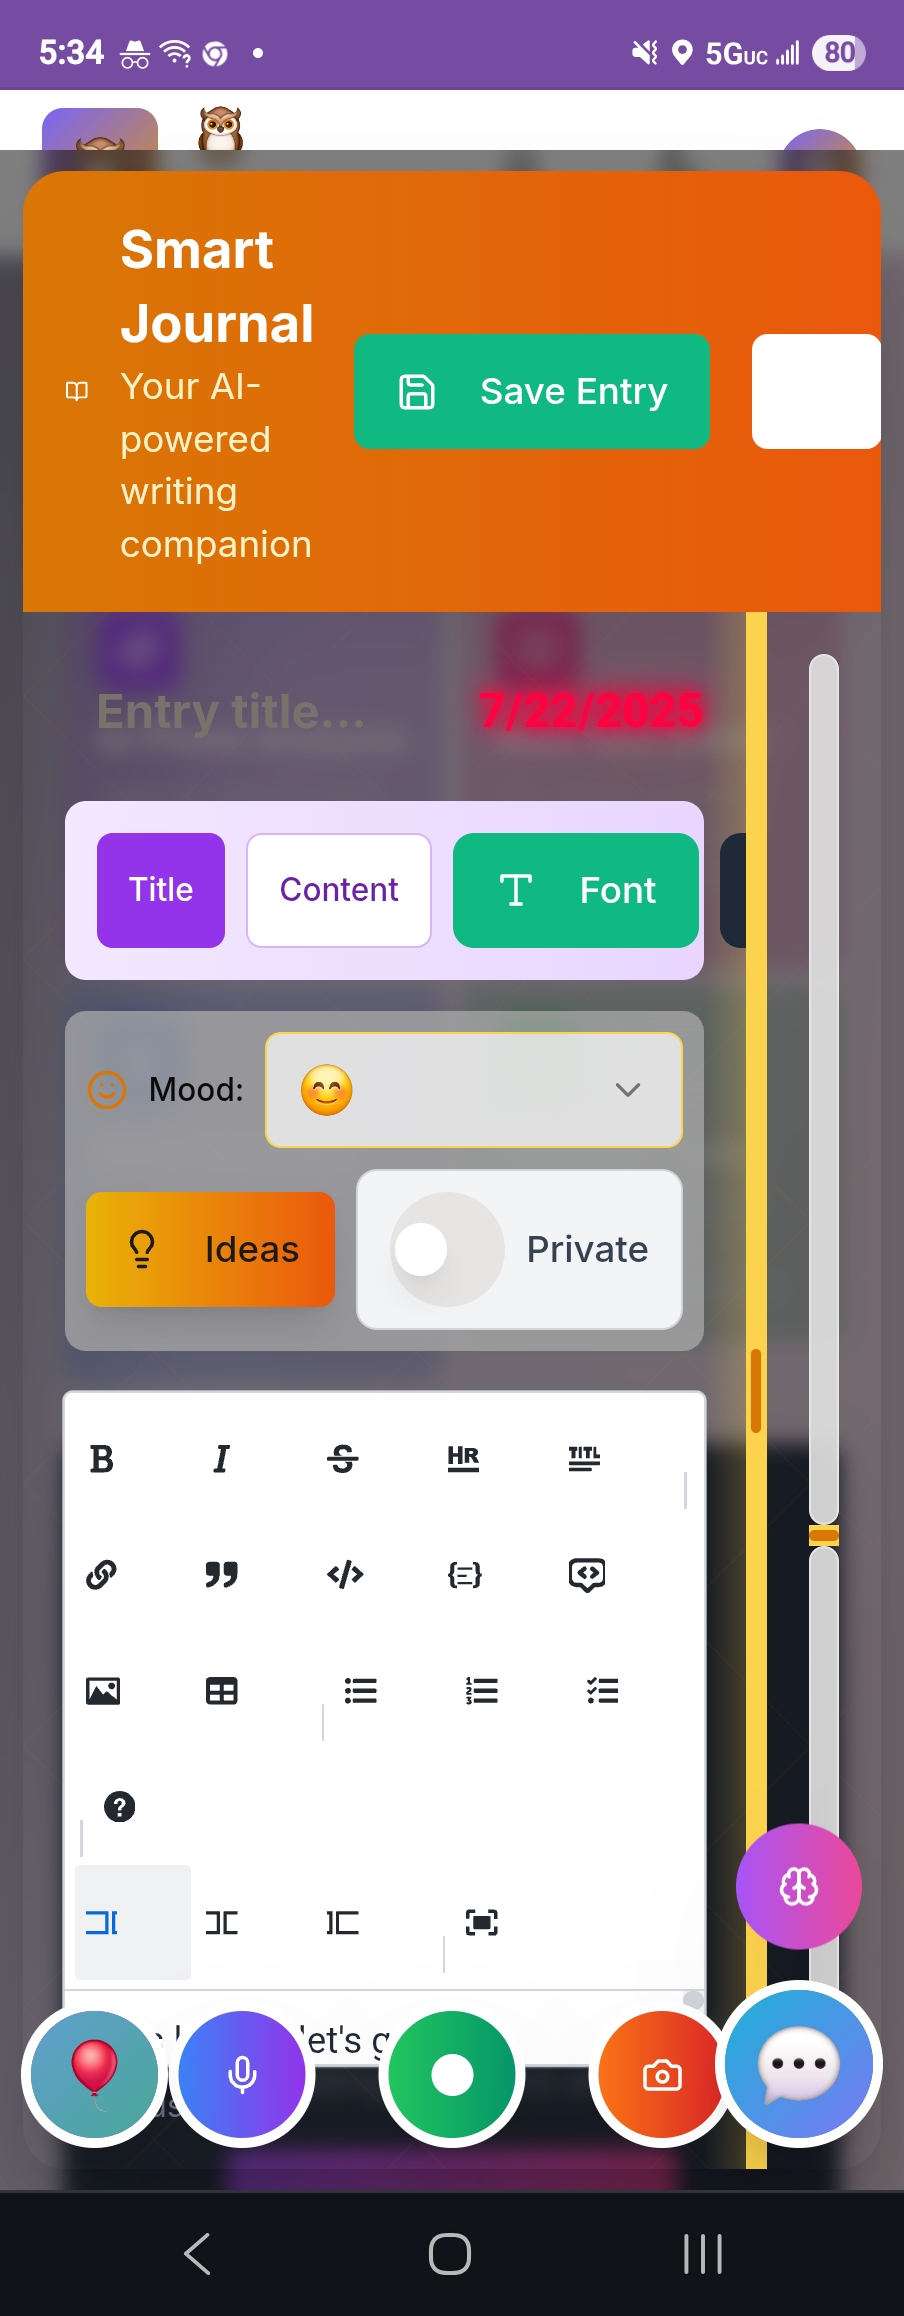 5:34
5GUC
80
Smart
Journal
Your AI-
powered
writing
companion
Save Entry
Entry title...
7/22/2025
Title
Content
Font
Mood:
Ideas
Private
B
I
S
HR
TITL
let's g